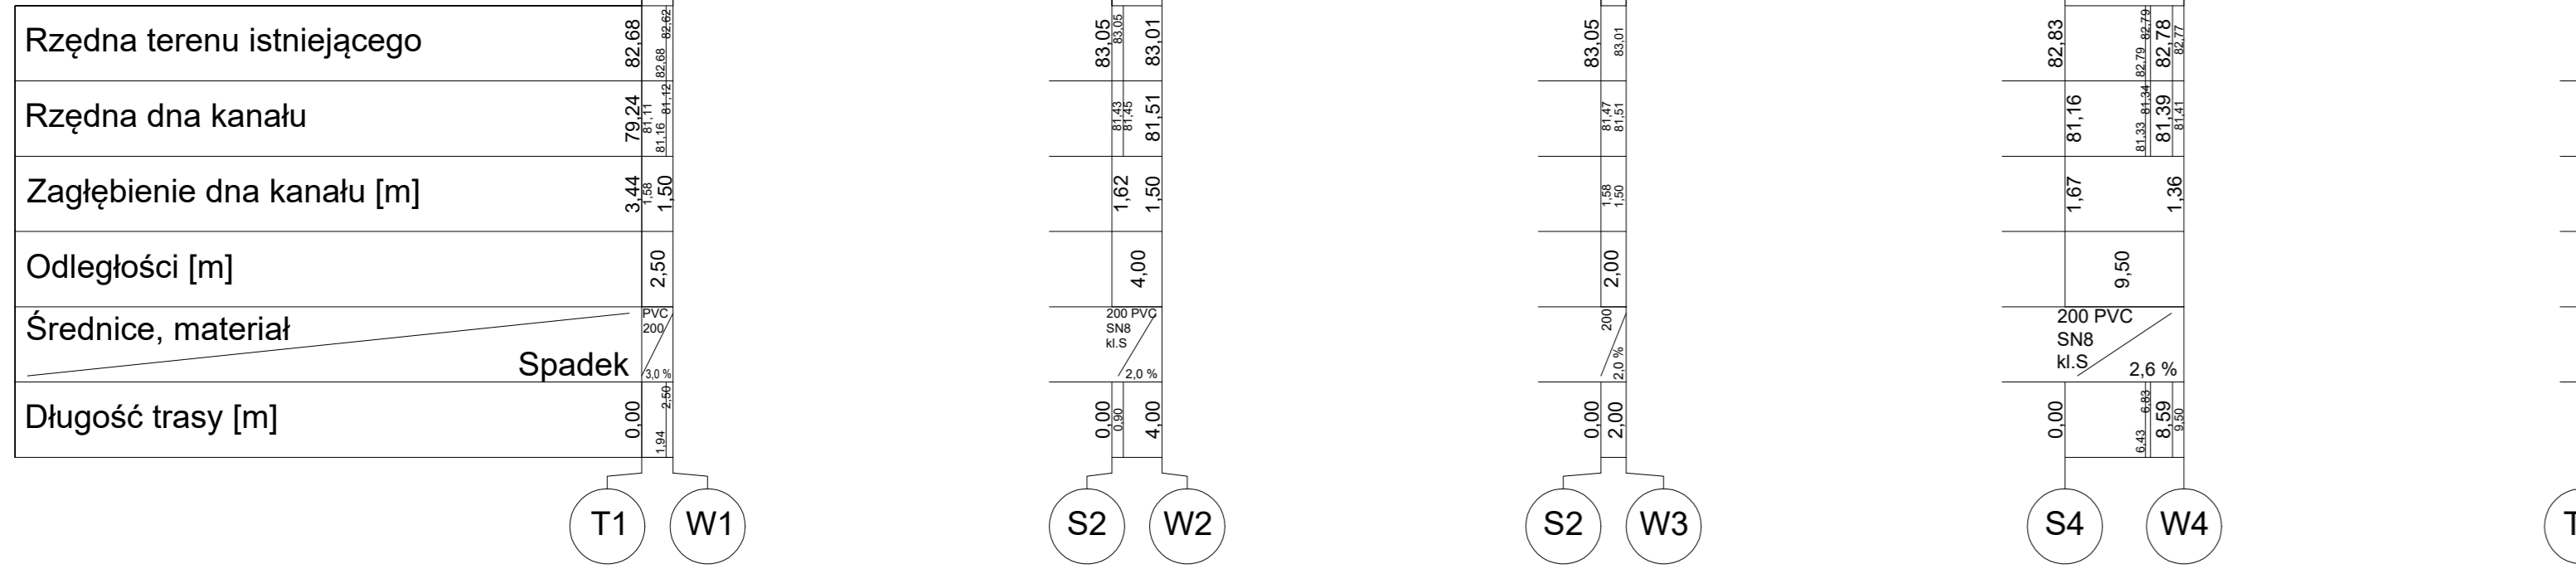 Rzędna terenu istniejącego 82,68 82,68 82,62 83,05 83,05 83,01 83,05 83,01 82,83 82,79 82,79 82,78 82,77
Rzędna dna kanału 79,24 81,11 81,16 81,12 81,43 81,45 81,51 81,47 81,51 81,16 81,33 81,34 81,39 81,41
Zagłębienie dna kanału [m] 3,44 1,58 1,50 1,62 1,50 1,58 1,50 1,67 1,36
Odległości [m] 2,50 4,00 2,00 9,50
Średnice, materiał PVC 200 200 PVC SN8 kl.S 200 200 PVC SN8 kl.S
Spadek 3,0 % 2,0 % 2,0 % 2,6 %
Długość trasy [m] 0,00 1,94 2,50 0,00 0,90 4,00 0,00 2,00 0,00 6,43 6,83 8,59 9,50
T1 W1 S2 W2 S2 W3 S4 W4